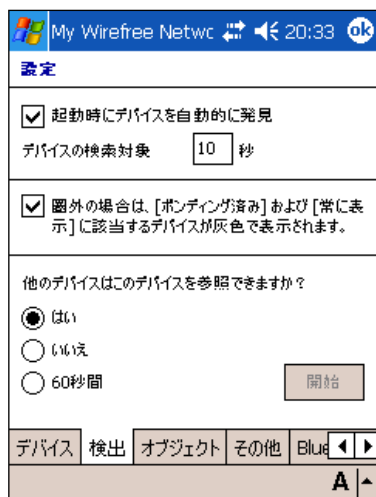 My Wirefree Netwc 20:33 ok
設定
起動時にデバイスを自動的に発見
デバイスの検索対象 10 秒
圏外の場合は、[ボンディング済み]および[常に表
示]に該当するデバイスが灰色で表示されます。
他のデバイスはこのデバイスを参照できますか?
はい
いいえ
60秒間 開始
デバイス 検出 オブジェクト その他 Blue
A